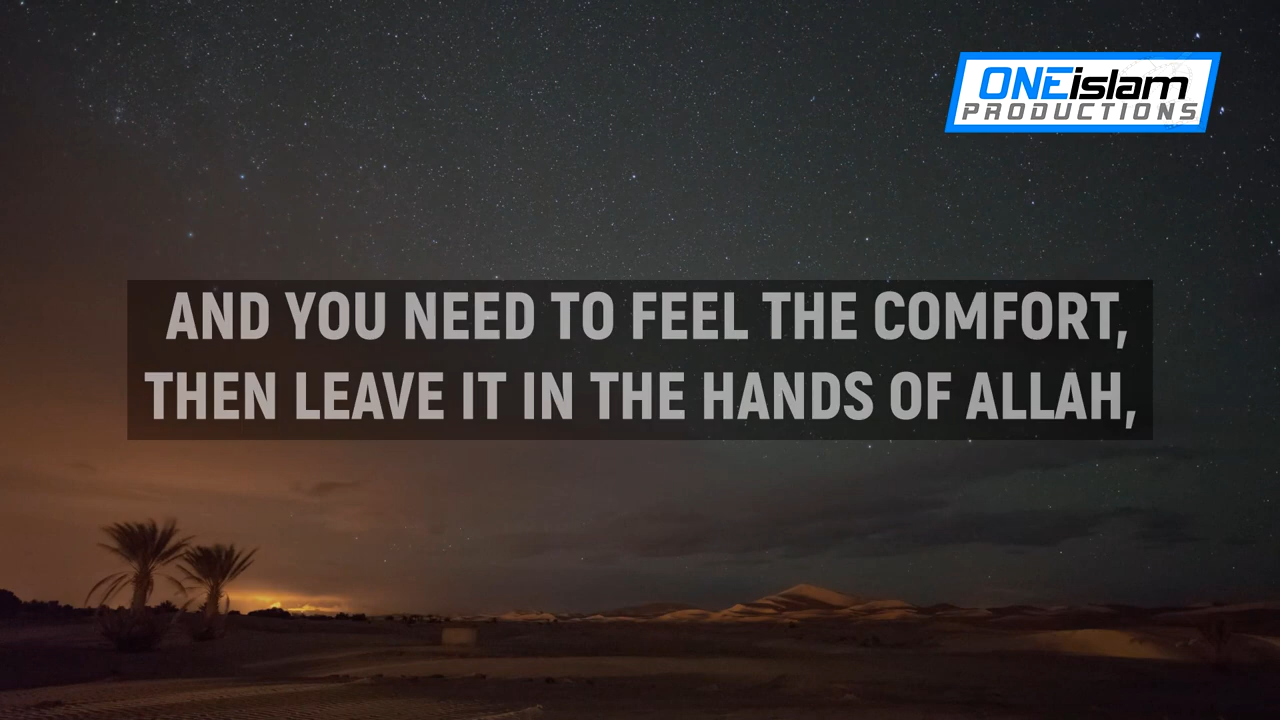 ONEislam
PRODUCTIONS
AND YOU NEED TO FEEL THE COMFORT,
THEN LEAVE IT IN THE HANDS OF ALLAH,